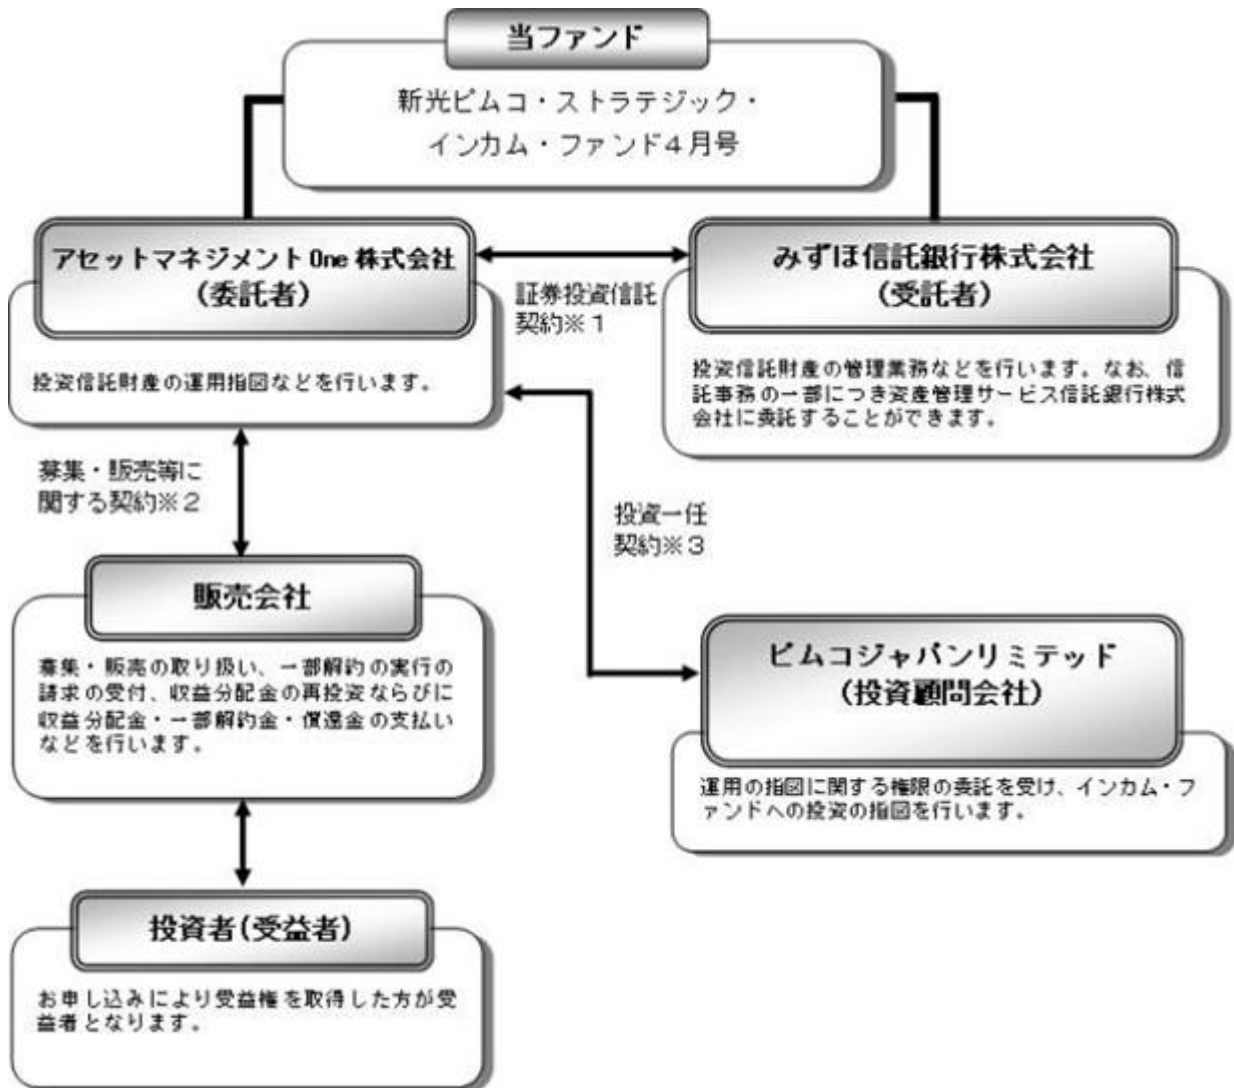 当ファンド
新光ピムコ・ストラテジック・
インカム・ファンド４月号
アセットマネジメントOne 株式会社
（委託者）
投資信託財産の運用指図などを行います。
証券投資信託
契約※１
みずほ信託銀行株式会社
（受託者）
投資信託財産の管理業務などを行います。なお、信
託事務の一部につき資産管理サービス信託銀行株式
会社に委託することができます。
募集・販売等に
関する契約※２
投資一任
契約※３
販売会社
募集・販売の取り扱い、一部解約の実行の
請求の受付、収益分配金の再投資ならびに
収益分配金・一部解約金・償還金の支払い
などを行います。
ピムコジャパンリミテッド
（投資顧問会社）
運用の指図に関する権限の委託を受け、インカム・フ
ァンドへの投資の指図を行います。
投資者(受益者)
お申し込みにより受益権を取得した方が受
益者となります。